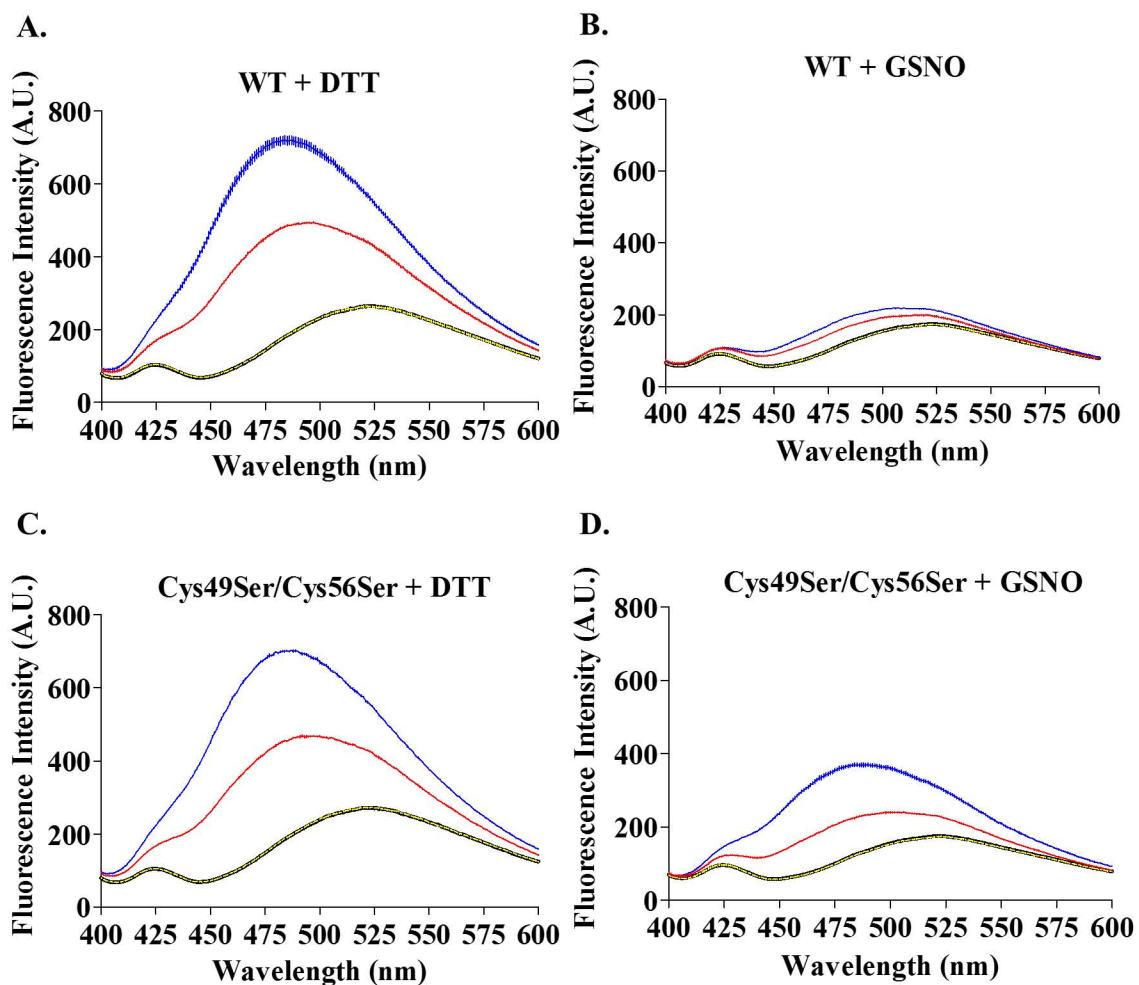 A.
WT + DTT
Fluorescence Intensity (A.U.)
800
600
400
200
0
400 425 450 475 500 525 550 575 600
Wavelength (nm)
B.
WT + GSNO
Fluorescence Intensity (A.U.)
800
600
400
200
0
400 425 450 475 500 525 550 575 600
Wavelength (nm)
C.
Cys49Ser/Cys56Ser + DTT
Fluorescence Intensity (A.U.)
800
600
400
200
0
400 425 450 475 500 525 550 575 600
Wavelength (nm)
D.
Cys49Ser/Cys56Ser + GSNO
Fluorescence Intensity (A.U.)
800
600
400
200
0
400 425 450 475 500 525 550 575 600
Wavelength (nm)